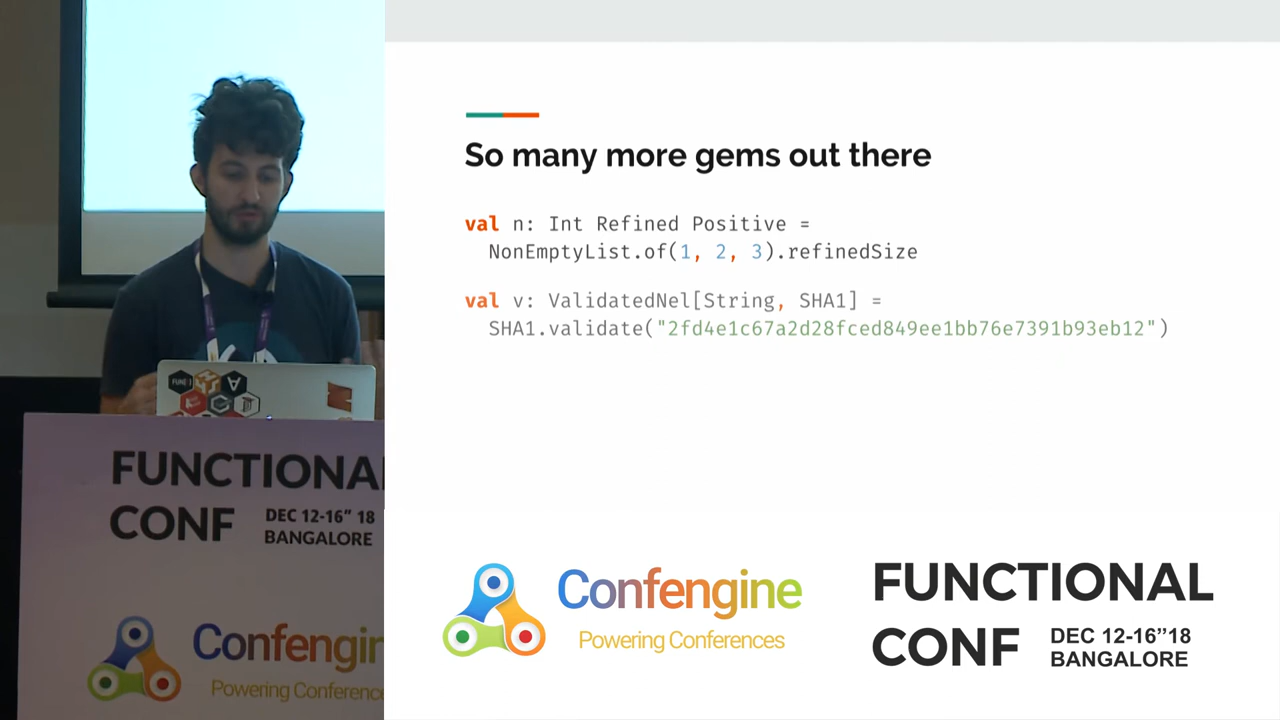 So many more gems out there
val n: Int Refined Positive =
NonEmptyList.of(1, 2, 3).refinedSize
val v: ValidatedNel[String, SHA1] =
SHA1.validate("2fd4e1c67a2d28fced849ee1bb76e7391b93eb12")
Confengine
Powering Conferences
FUNCTIONAL
CONF DEC 12-16”18
BANGALORE
FUNCTIONA
CONF DEC 12-16” 18
BANGALORE
Confengin
Powering Conference